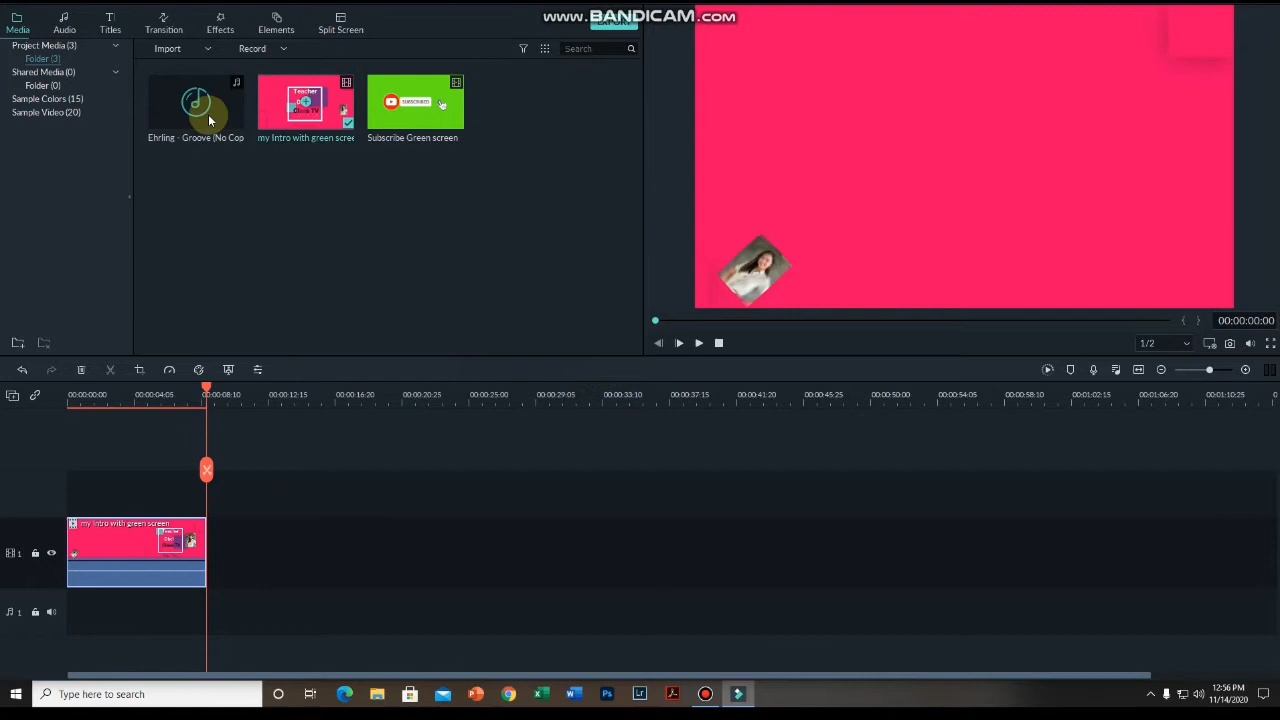 www.BANDICAM.com
Media Audio Titles Transition Effects Elements Split Screen EXPORT
Project Media (3)
Folder (3)
Shared Media (0)
Folder (0)
Sample Colors (15)
Sample Video (20)
Import Record Search
Teacher
Ehrling - Groove (No Cop
my Intro with green scree
SUBSCRIBED
Subscribe Green screen
00:00:00:00
1/2
00:00:00:00 00:00:04:05 00:00:08:10 00:00:12:15 00:00:16:20 00:00:20:25 00:00:25:00 00:00:29:05 00:00:33:10 00:00:37:15 00:00:41:20 00:00:45:25 00:00:50:00 00:00:54:05 00:00:58:10 00:01:02:15 00:01:06:20 00:01:10:25 0
my Intro with green screen
1
1
Type here to search
12:56 PM
11/14/2020